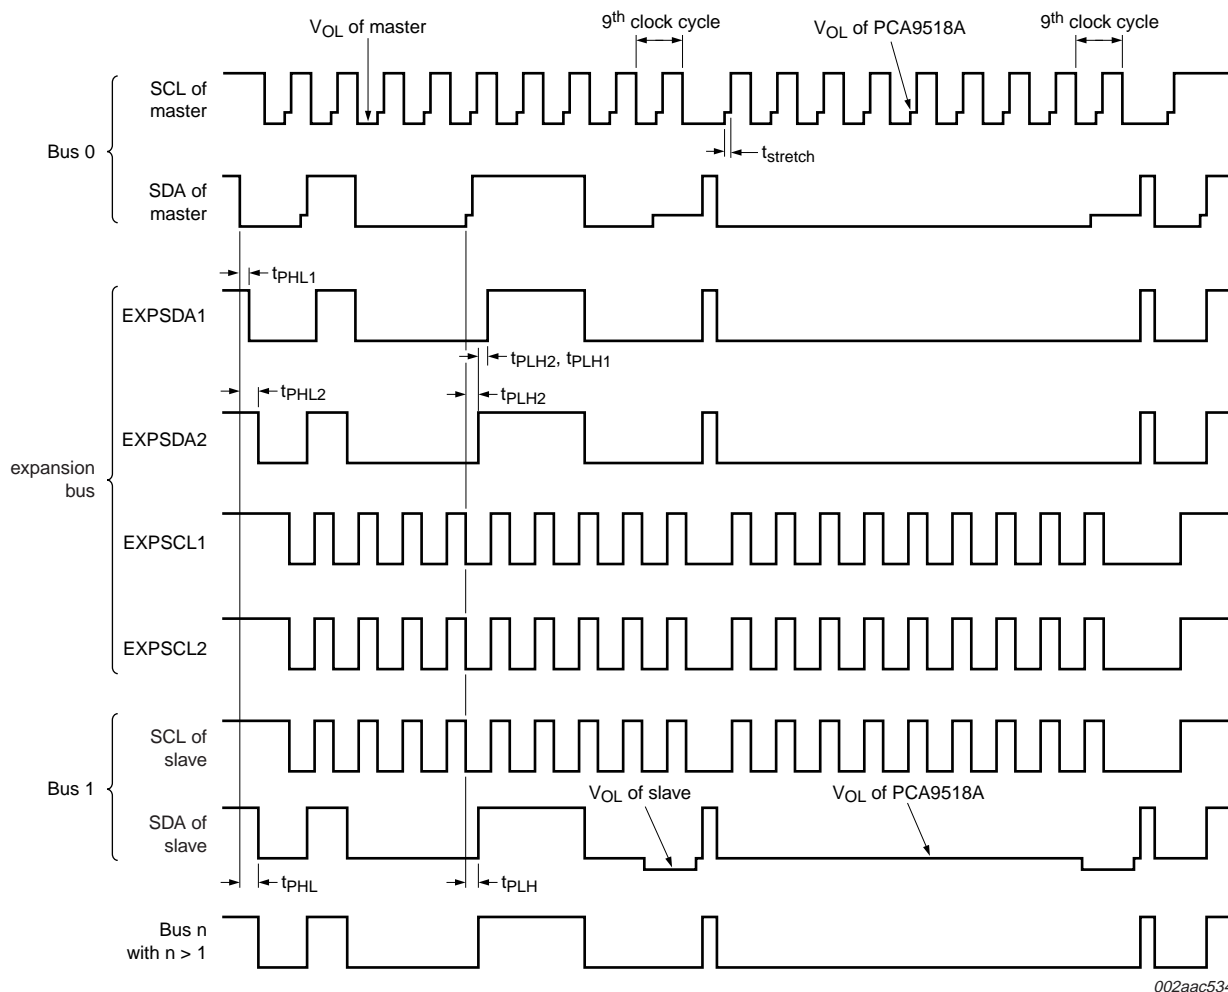 9th clock cycle
9th clock cycle
VOL of master
VOL of PCA9518A
SCL of
master
Bus 0
tstretch
SDA of
master
tPHL1
EXPSDA1
tPLH2, tPLH1
tPHL2
tPLH2
EXPSDA2
expansion
bus
EXPSCL1
EXPSCL2
SCL of
slave
Bus 1
VOL of slave
VOL of PCA9518A
SDA of
slave
tPHL
tPLH
Bus n
with n > 1
002aac534